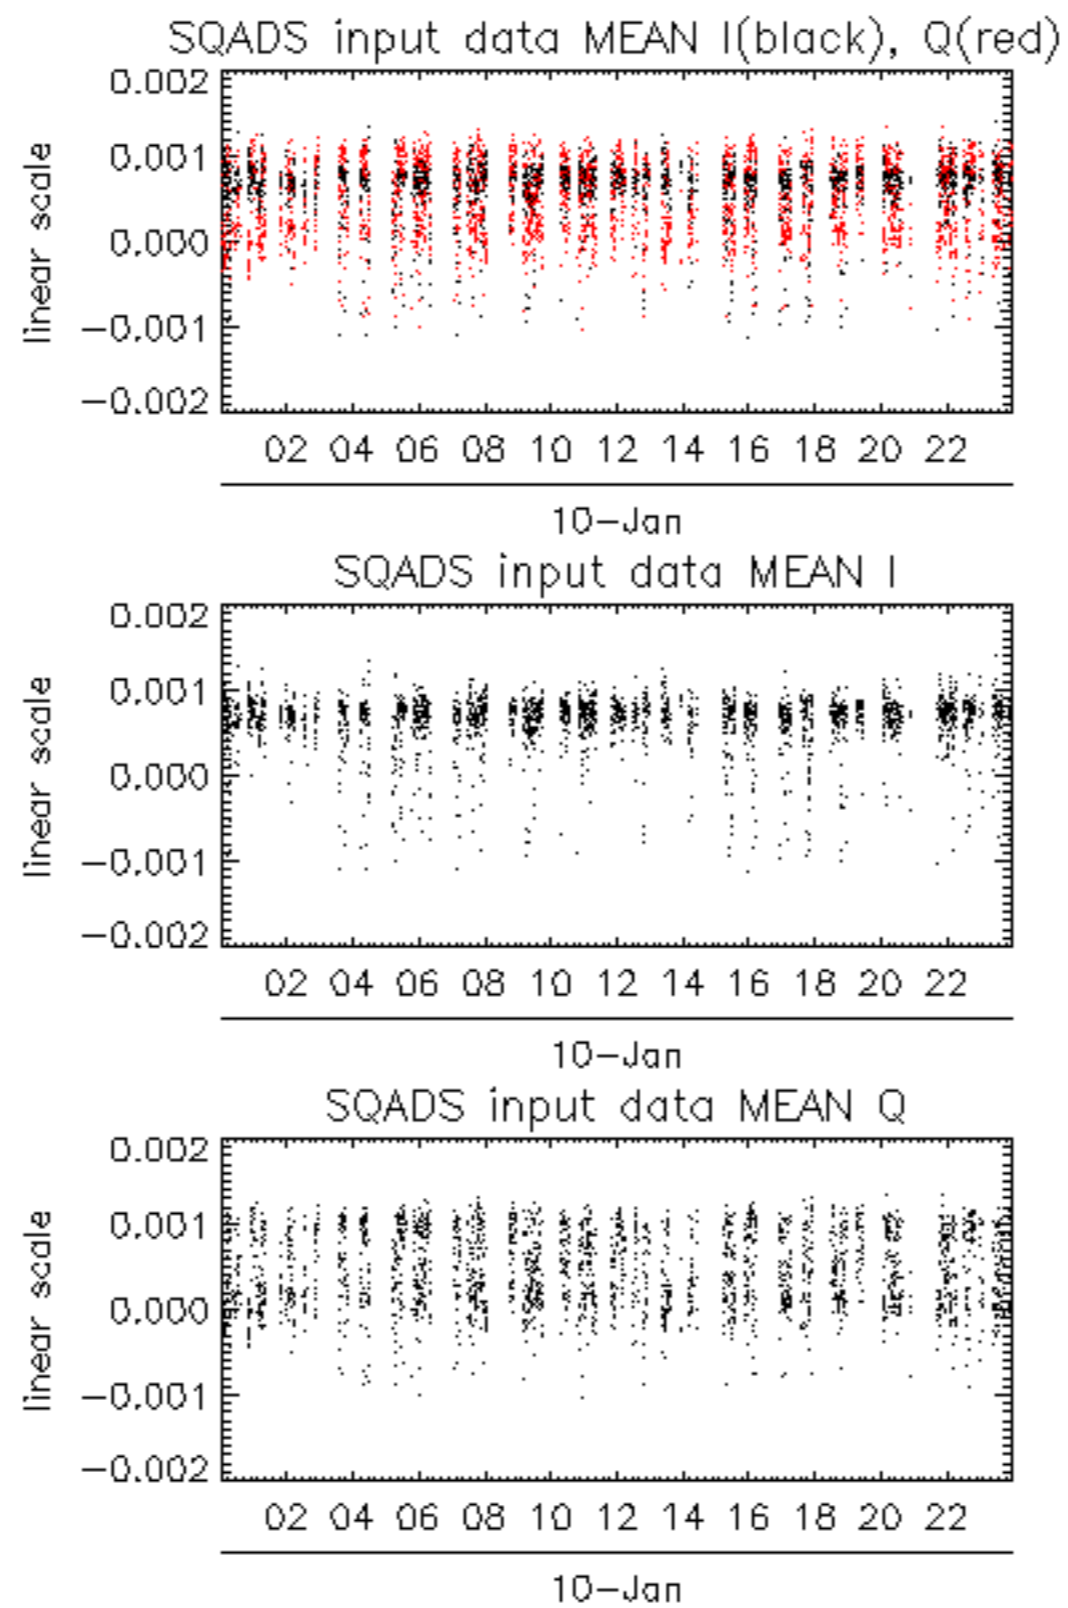 SQADS input data MEAN I(black), Q(red)
0.002
0.001
0.000
−0.001
−0.002
linear scale
02 04 06 08 10 12 14 16 18 20 22
10−Jan
SQADS input data MEAN I
0.002
0.001
0.000
−0.001
−0.002
linear scale
02 04 06 08 10 12 14 16 18 20 22
10−Jan
SQADS input data MEAN Q
0.002
0.001
0.000
−0.001
−0.002
linear scale
02 04 06 08 10 12 14 16 18 20 22
10−Jan